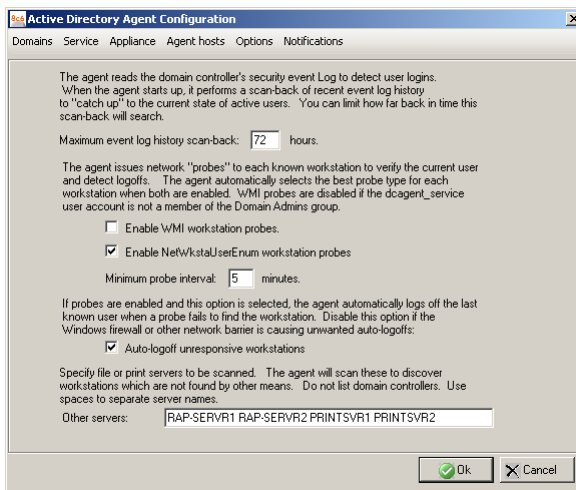 8e6 Active Directory Agent Configuration
Domains Service Appliance Agent hosts Options Notifications
The agent reads the domain controller's security event Log to detect user logins.
When the agent starts up, it performs a scan-back of recent event log history
to "catch up" to the current state of active users. You can limit how far back in time this
scan-back will search.
Maximum event log history scan-back: 72 hours.
The agent issues network "probes" to each known workstation to verify the current user
and detect logoffs. The agent automatically selects the best probe type for each
workstation when both are enabled. WMI probes are disabled if the dcagent_service
user account is not a member of the Domain Admins group.
Enable WMI workstation probes.
Enable NetWkstaUserEnum workstation probes
Minimum probe interval: 5 minutes.
If probes are enabled and this option is selected, the agent automatically logs off the last
known user when a probe fails to find the workstation. Disable this option if the
Windows firewall or other network barrier is causing unwanted auto-logoffs:
Auto-logoff unresponsive workstations
Specify file or print servers to be scanned. The agent will scan these to discover
workstations which are not found by other means. Do not list domain controllers. Use
spaces to separate server names.
Other servers: RAP-SERVR1 RAP-SERVR2 PRINTSVR1 PRINTSVR2
Ok Cancel